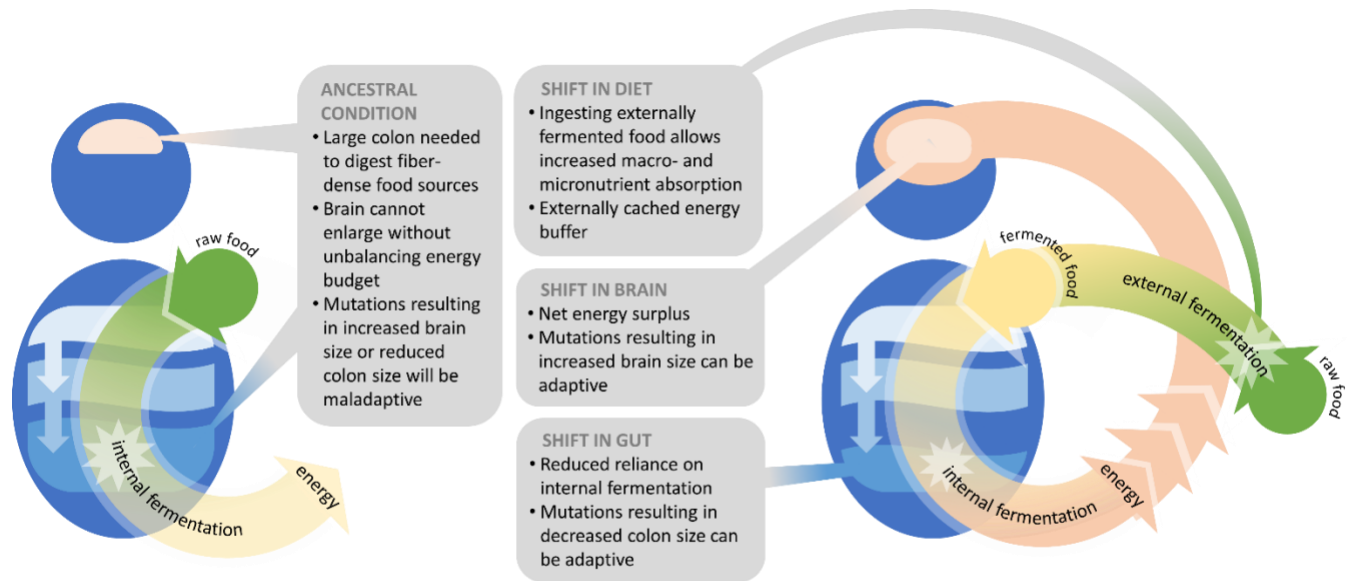 ANCESTRAL
CONDITION
• Large colon needed
to digest fiber-
dense food sources
• Brain cannot
enlarge without
unbalancing energy
budget
• Mutations resulting
in increased brain
size or reduced
colon size will be
maladaptive
raw food
internal fermentation
energy
SHIFT IN DIET
• Ingesting externally
fermented food allows
increased macro- and
micronutrient absorption
• Externally cached energy
buffer
SHIFT IN BRAIN
• Net energy surplus
• Mutations resulting in
increased brain size can be
adaptive
SHIFT IN GUT
• Reduced reliance on
internal fermentation
• Mutations resulting in
decreased colon size can
be adaptive
fermented food
external fermentation
raw food
internal fermentation
energy